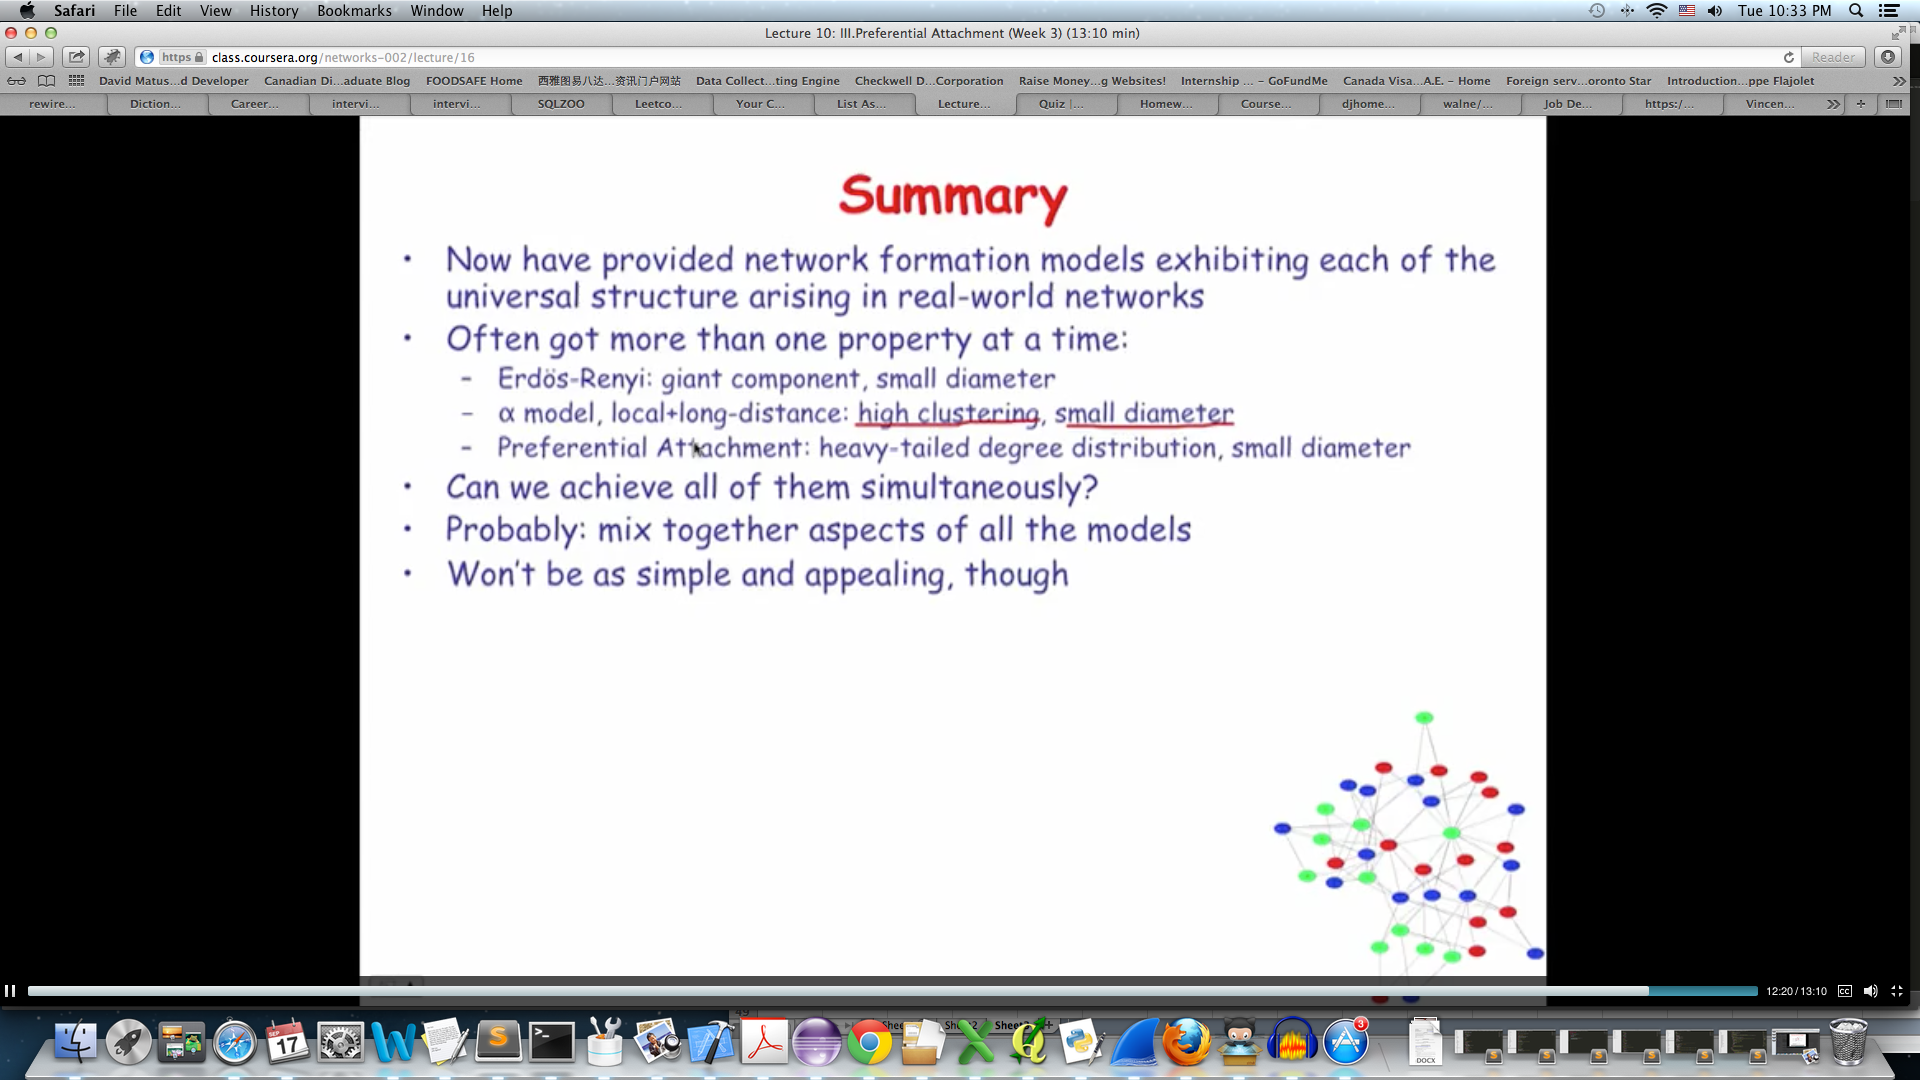 Safari File Edit View History Bookmarks Window Help Tue 10:33 PM
Lecture 10: III.Preferential Attachment (Week 3) (13:10 min)
https class.coursera.org/networks-002/lecture/16 Reader
David Matus...d Developer Canadian Di...aduate Blog FOODSAFE Home 西雅图易八达...资讯门户网站 Data Collect...ting Engine Checkwell D...Corporation Raise Money...g Websites! Internship ... - GoFundMe Canada Visa...A.E. - Home Foreign serv...oronto Star Introduction...ppe Flajolet
rewire... Diction... Career... intervi... intervi... SQLZOO Leetco... Your C... List As... Lecture... Quiz |... Homew... Course... djhome... walne/... Job De... https:/... Vincen...
Summary
• Now have provided network formation models exhibiting each of the
universal structure arising in real-world networks
• Often got more than one property at a time:
– Erdös-Renyi: giant component, small diameter
– α model, local+long-distance: high clustering, small diameter
– Preferential Attachment: heavy-tailed degree distribution, small diameter
• Can we achieve all of them simultaneously?
• Probably: mix together aspects of all the models
• Won't be as simple and appealing, though
12:20/13:10 CC
SEP
17
3
DOCX